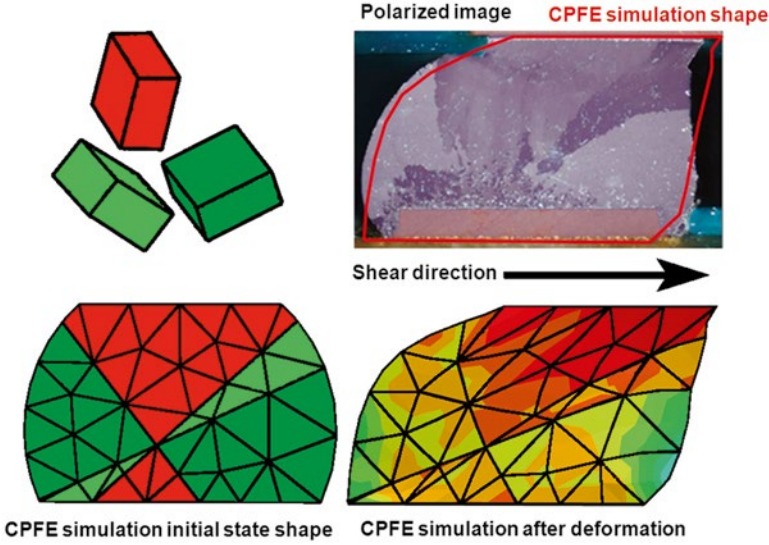 Polarized image
CPFE simulation shape
Shear direction
CPFE simulation initial state shape
CPFE simulation after deformation